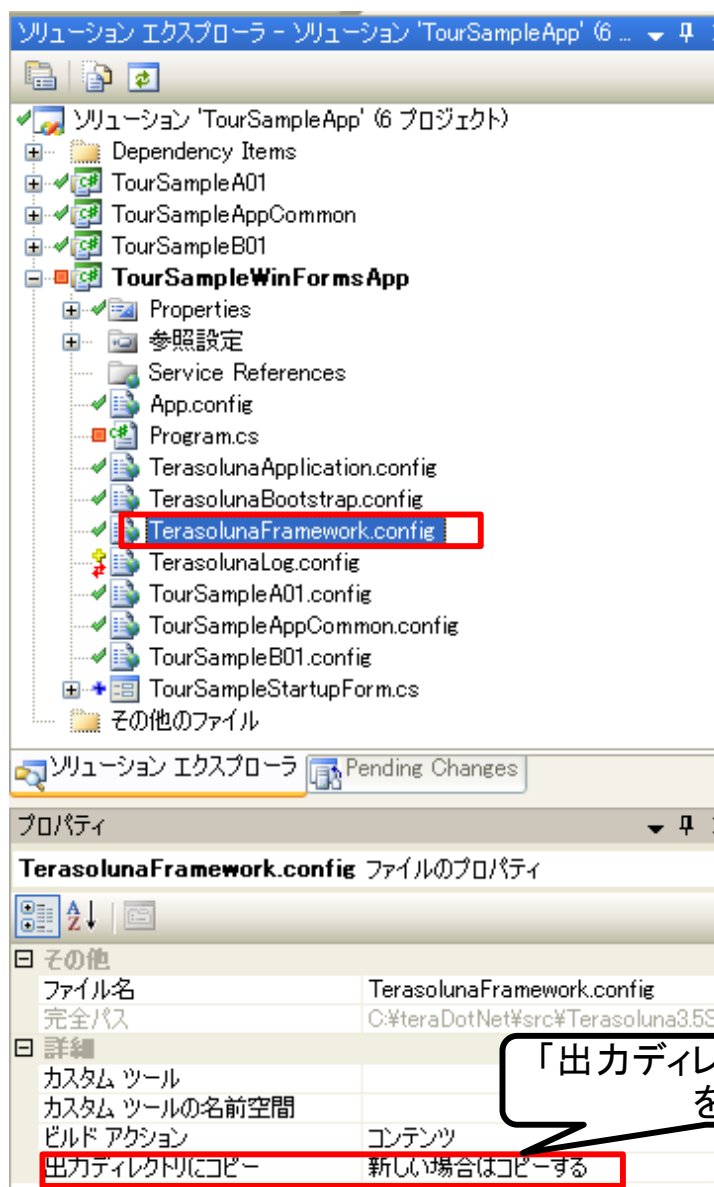 ソリューション エクスプローラ - ソリューション 'TourSampleApp' (6 ...
ソリューション 'TourSampleApp' (6 プロジェクト)
Dependency Items
TourSampleA01
TourSampleAppCommon
TourSampleB01
TourSampleWinFormsApp
Properties
参照設定
Service References
App.config
Program.cs
TerasolunaApplication.config
TerasolunaBootstrap.config
TerasolunaFramework.config
TerasolunaLog.config
TourSampleA01.config
TourSampleAppCommon.config
TourSampleB01.config
TourSampleStartupForm.cs
その他のファイル
ソリューション エクスプローラ Pending Changes
プロパティ
TerasolunaFramework.config ファイルのプロパティ
その他
ファイル名 TerasolunaFramework.config
完全パス C:¥teraDotNet¥src¥Terasoluna3.5S
詳細
カスタム ツール
カスタム ツールの名前空間
ビルド アクション コンテンツ
出力ディレクトリにコピー 新しい場合はコピーする
「出力ディレ
を